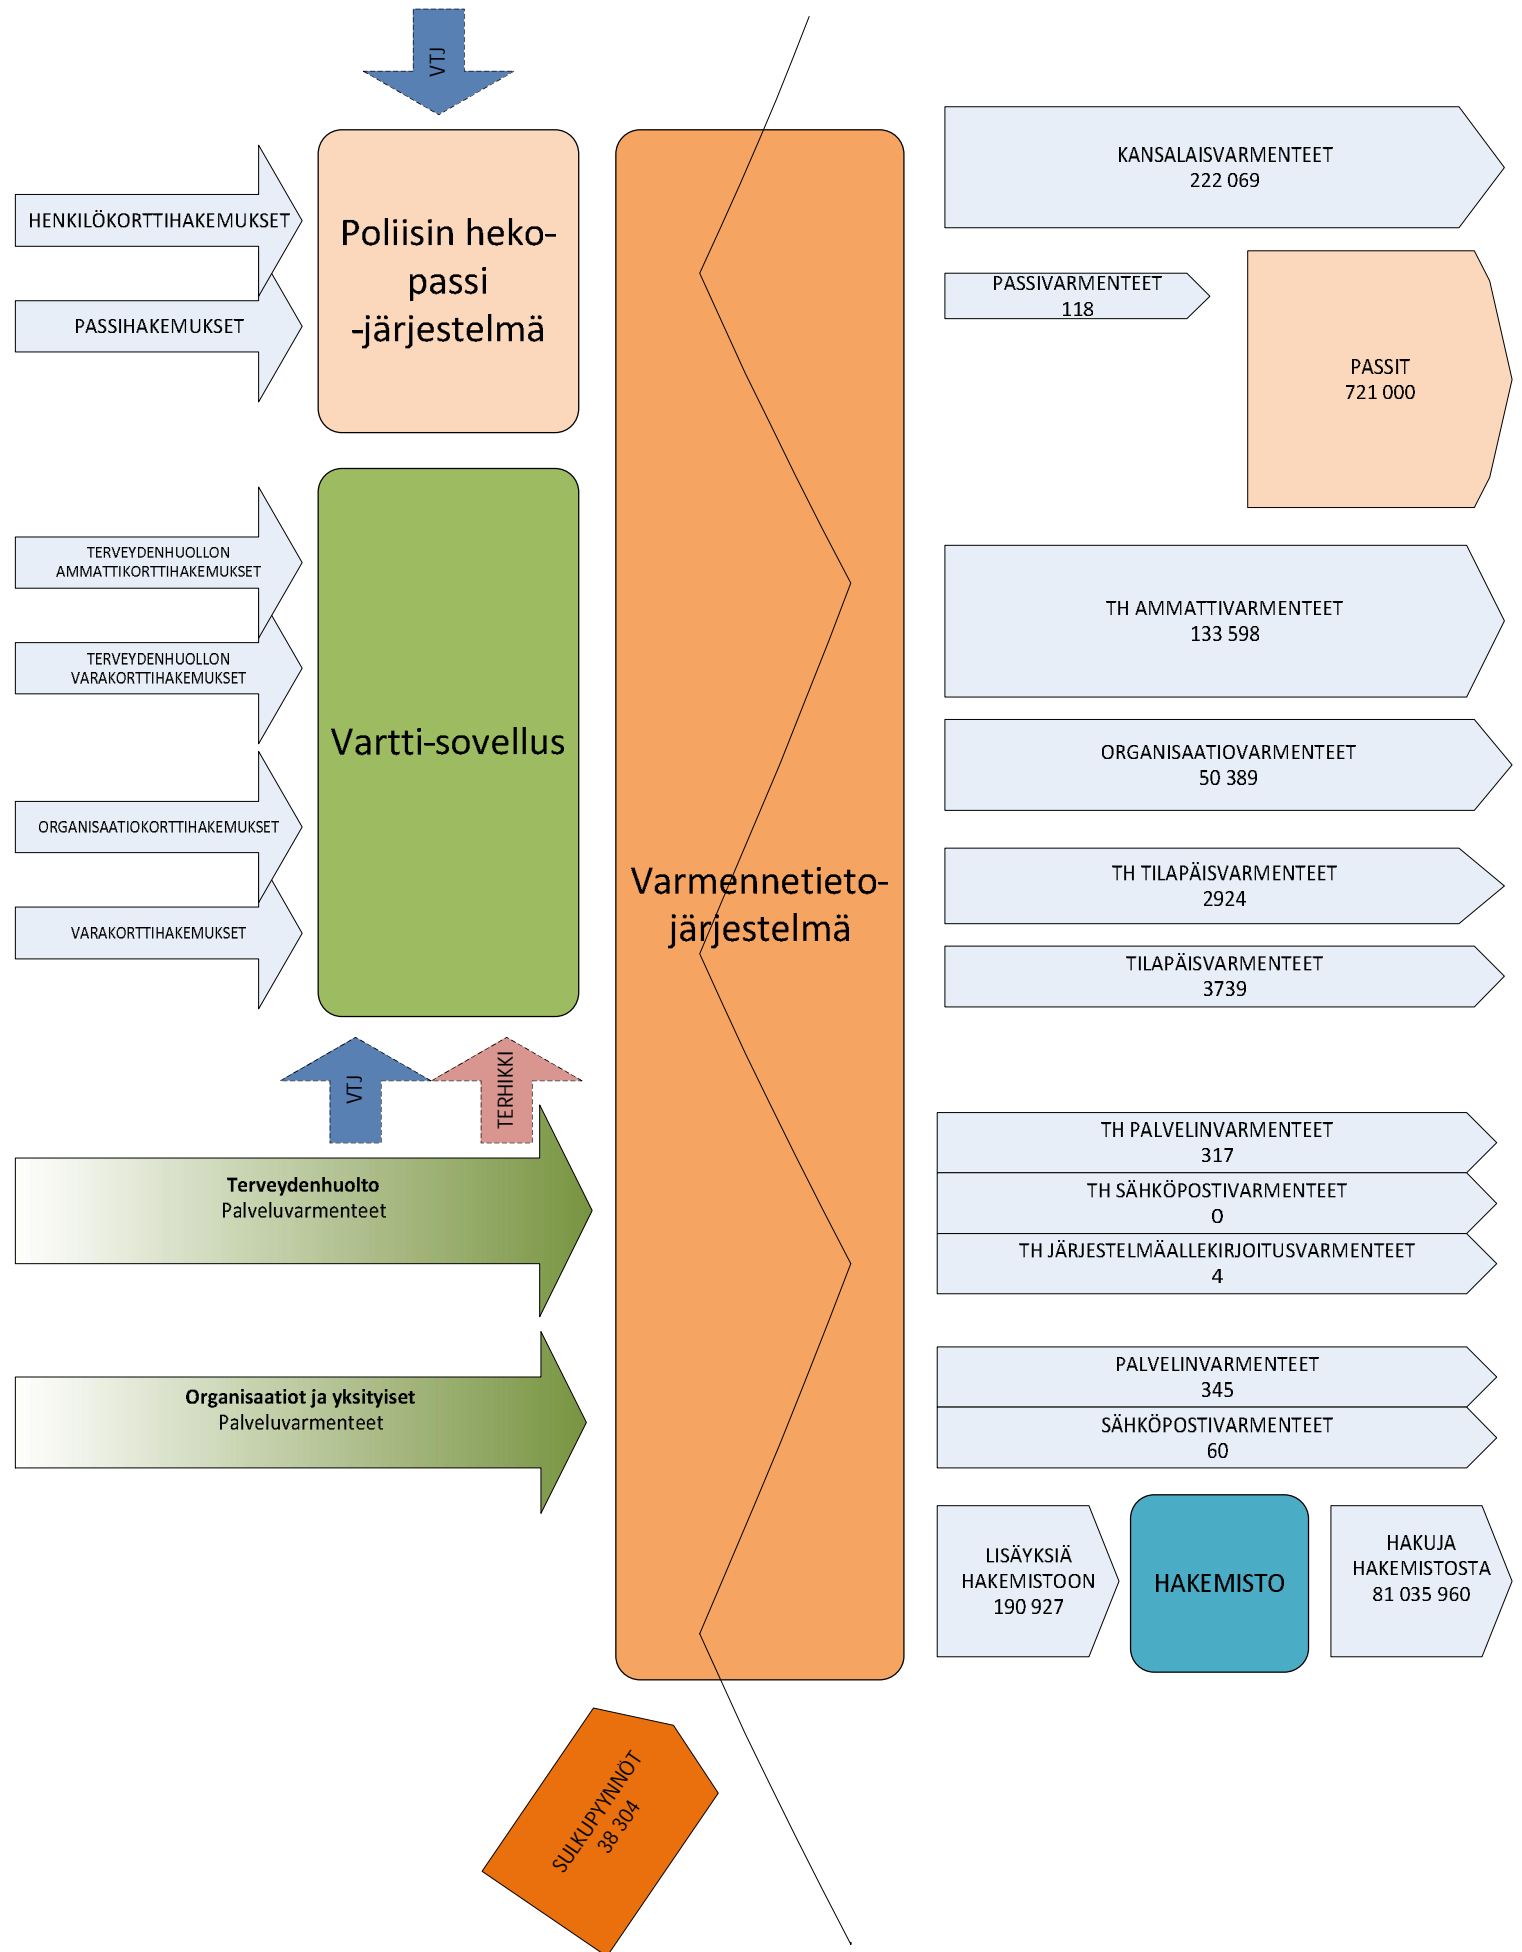 VTJ
HENKILÖKORTTIHAKEMUKSET
PASSIHAKEMUKSET
Poliisin heko-
passi
-järjestelmä
TERVEYDENHUOLLON
AMMATTIKORTTIHAKEMUKSET
TERVEYDENHUOLLON
VARAKORTTIHAKEMUKSET
ORGANISAATIOKORTTIHAKEMUKSET
VARAKORTTIHAKEMUKSET
Vartti-sovellus
VTJ
TERHIKKI
Terveydenhuolto
Palveluvarmenteet
Organisaatiot ja yksityiset
Palveluvarmenteet
Varmennetieto-
järjestelmä
SULKUPYYNNÖT
38 304
KANSALAISVARMENTEET
222 069
PASSIVARMENTEET
118
PASSIT
721 000
TH AMMATTIVARMENTEET
133 598
ORGANISAATIOVARMENTEET
50 389
TH TILAPÄISVARMENTEET
2924
TILAPÄISVARMENTEET
3739
TH PALVELINVARMENTEET
317
TH SÄHKÖPOSTIVARMENTEET
0
TH JÄRJESTELMÄALLEKIRJOITUSVARMENTEET
4
PALVELINVARMENTEET
345
SÄHKÖPOSTIVARMENTEET
60
LISÄYKSIÄ
HAKEMISTOON
190 927
HAKEMISTO
HAKUJA
HAKEMISTOSTA
81 035 960